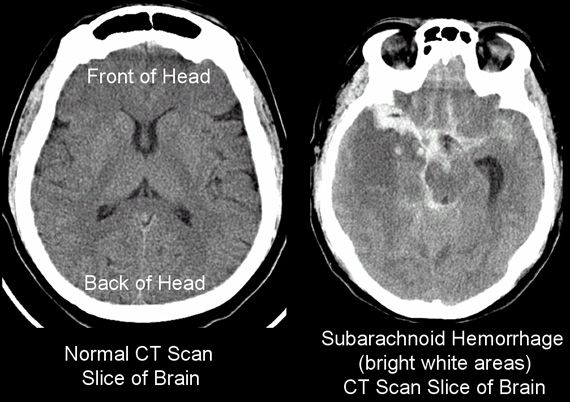 Front of Head
Back of Head
Normal CT Scan
Slice of Brain
Subarachnoid Hemorrhage
(bright white areas)
CT Scan Slice of Brain